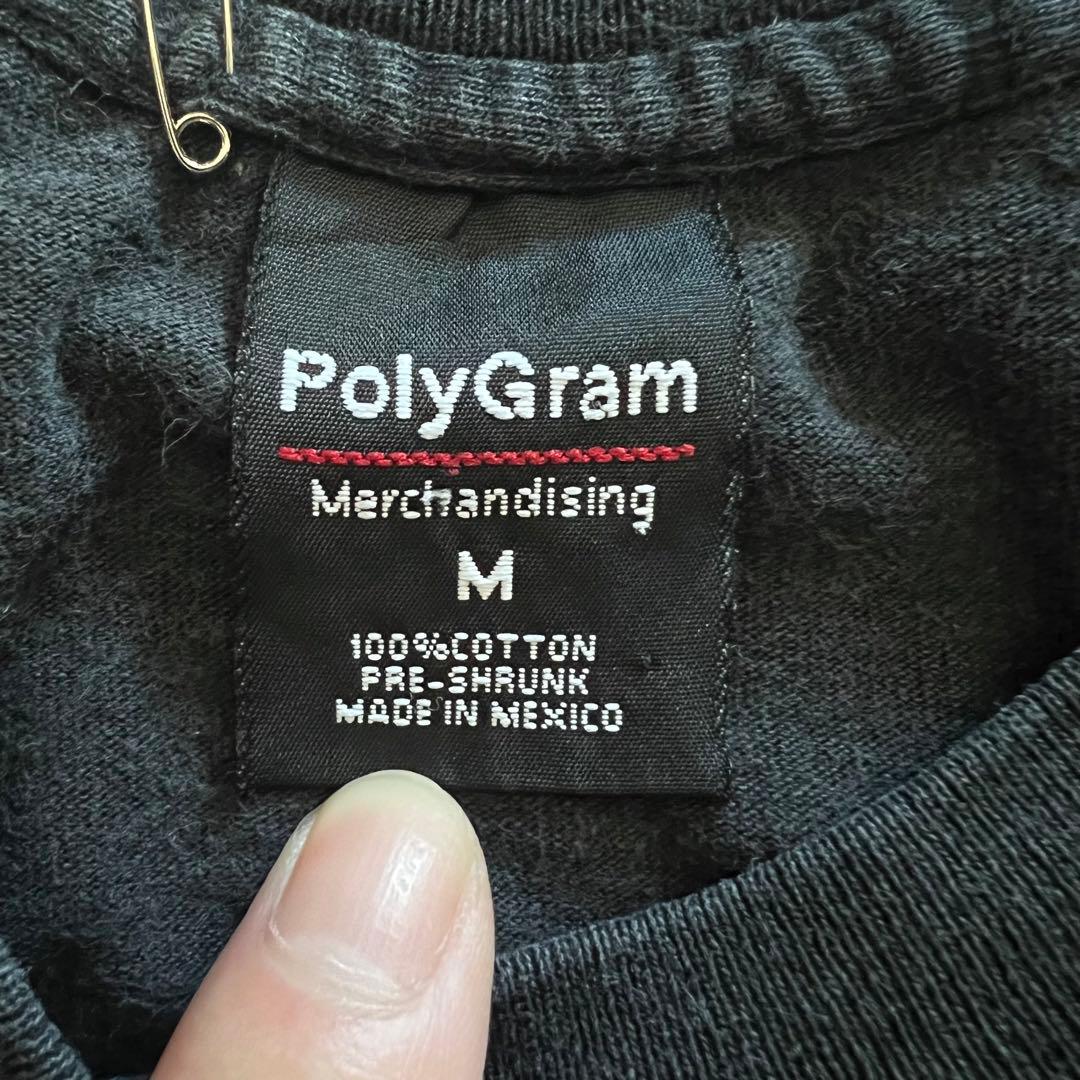 PolyGram
Merchandising
M
100%COTTON
PRE-SHRUNK
MADE IN MEXICO